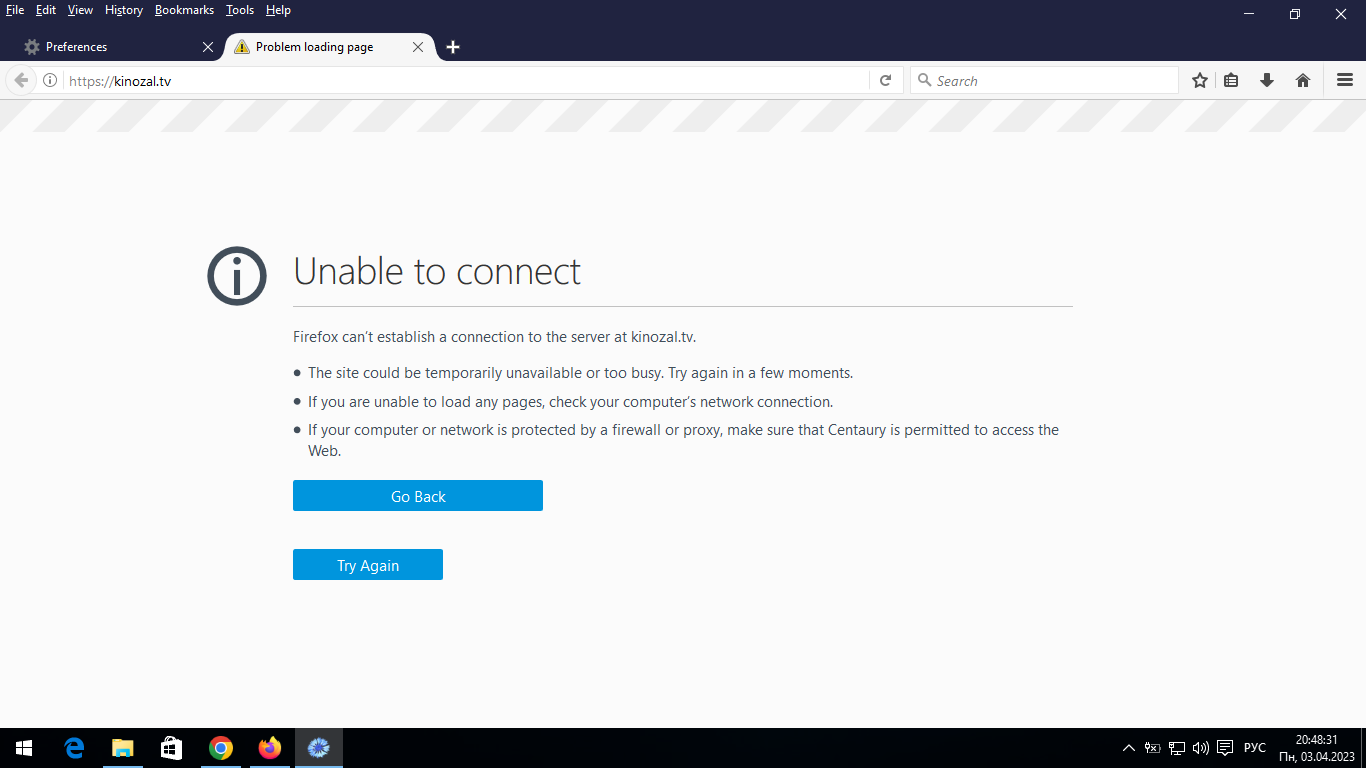 File Edit View History Bookmarks Tools Help
Preferences
Problem loading page
https://kinozal.tv
Search
Unable to connect
Firefox can’t establish a connection to the server at kinozal.tv.
The site could be temporarily unavailable or too busy. Try again in a few moments.
If you are unable to load any pages, check your computer’s network connection.
If your computer or network is protected by a firewall or proxy, make sure that Centaury is permitted to access the
Web.
Go Back
Try Again
РУС
20:48:31
Пн, 03.04.2023